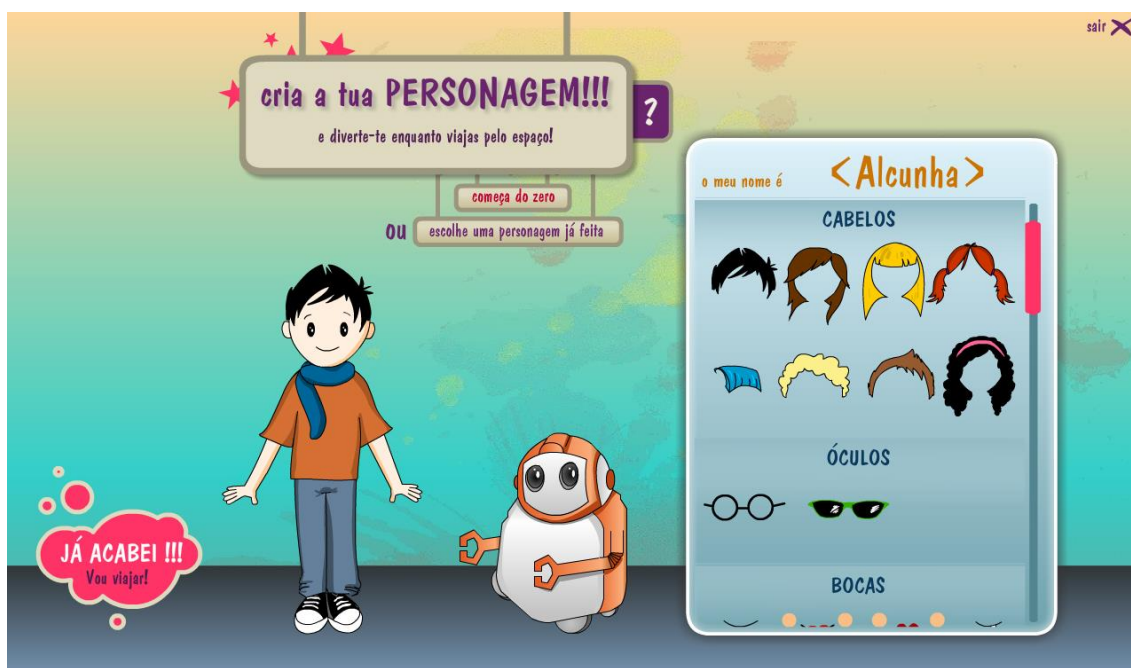 sair
cria a tua PERSONAGEM!!!
e diverte-te enquanto viajas pelo espaço!
?
começa do zero
ou escolhe uma personagem já feita
o meu nome é <Alcunha>
CABELOS
ÓCULOS
BOCAS
JÁ ACABEI !!!
Vou viajar!